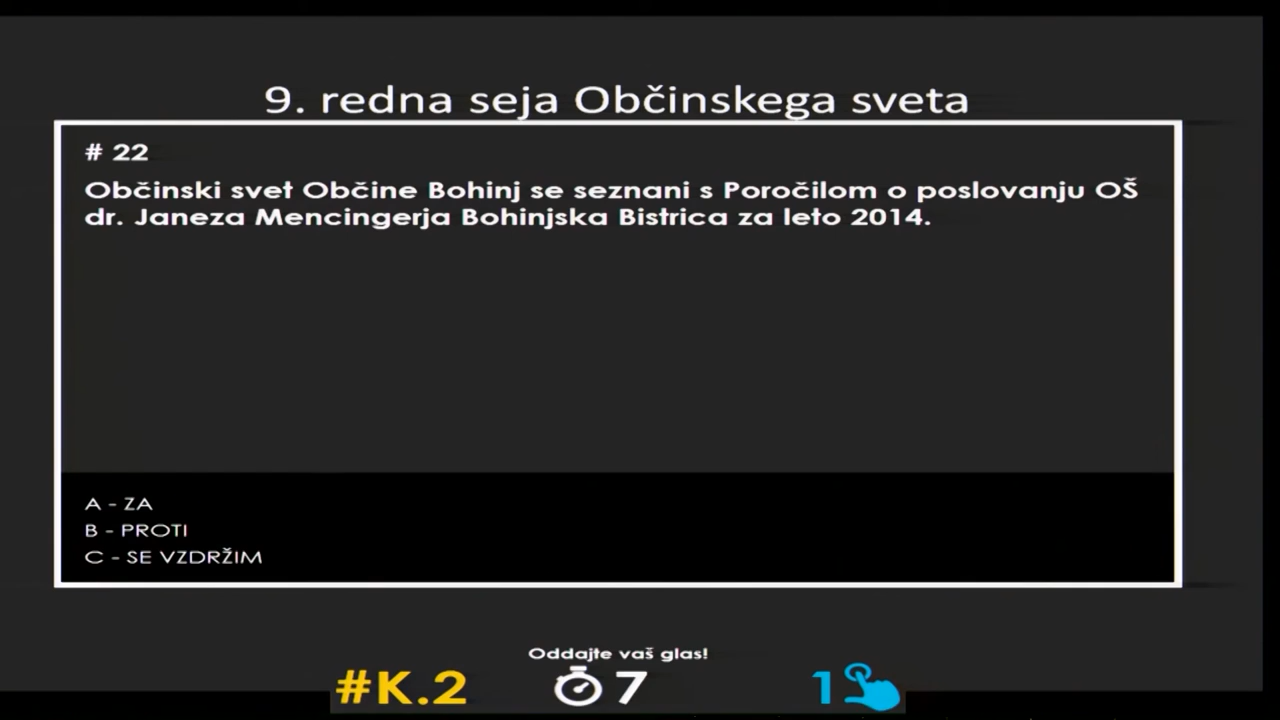 9. redna seja Občinskega sveta
# 22
Občinski svet Občine Bohinj se seznani s Poročilom o poslovanju OŠ
dr. Janeza Mencingerja Bohinjska Bistrica za leto 2014.
A - ZA
B - PROTI
C - SE VZDRŽIM
Oddajte vaš glas!
#K.2 7 1